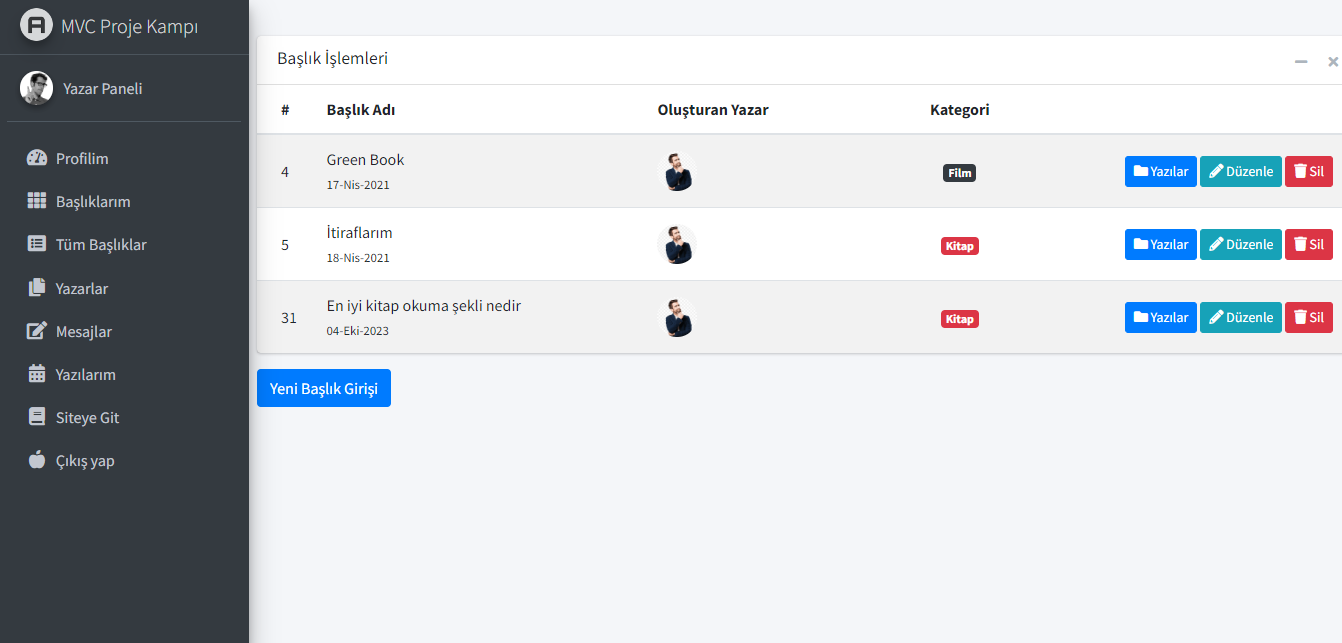 MVC Proje Kampı
Yazar Paneli
Profilim
Başlıklarım
Tüm Başlıklar
Yazarlar
Mesajlar
Yazılarım
Siteye Git
Çıkış yap
Başlık İşlemleri
# Başlık Adı Oluşturan Yazar Kategori
4 Green Book Film Yazılar Düzenle Sil
17-Nis-2021
5 İtiraflarım Kitap Yazılar Düzenle Sil
18-Nis-2021
31 En iyi kitap okuma şekli nedir Kitap Yazılar Düzenle Sil
04-Eki-2023
Yeni Başlık Girişi